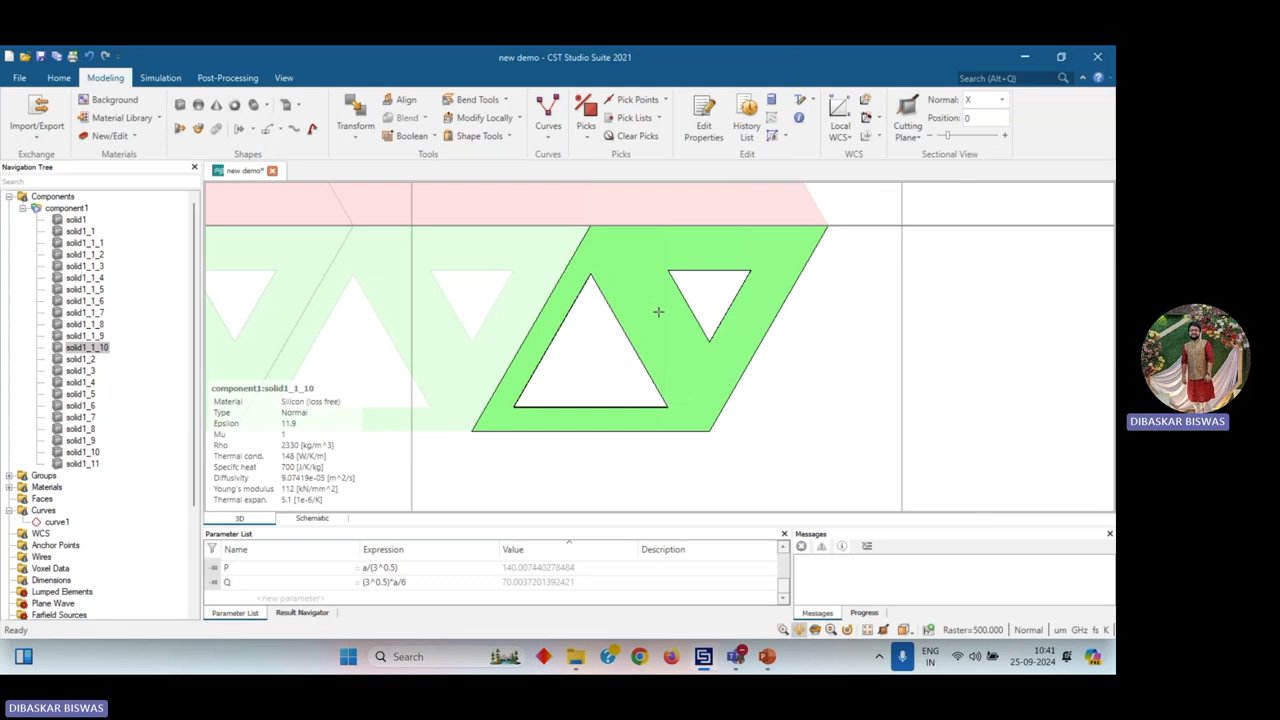 new demo - CST Studio Suite 2021
File Home Modeling Simulation Post-Processing View
Search (Alt+Q)
Import/Export
Exchange
Background
Material Library
New/Edit
Materials
Shapes
Transform
Align
Blend
Boolean
Bend Tools
Modify Locally
Shape Tools
Tools
Curves
Curves
Picks
Pick Points
Pick Lists
Clear Picks
Picks
Edit Properties
History List
Edit
Local WCS
WCS
Cutting Plane
Normal: X
Position: 0
Sectional View
Navigation Tree
Search
new demo*
Components
component1
solid1
solid1_1
solid1_1_1
solid1_1_2
solid1_1_3
solid1_1_4
solid1_1_5
solid1_1_6
solid1_1_7
solid1_1_8
solid1_1_9
solid1_1_10
solid1_2
solid1_3
solid1_4
solid1_5
solid1_6
solid1_7
solid1_8
solid1_9
solid1_10
solid1_11
Groups
Materials
Faces
Curves
curve1
WCS
Anchor Points
Wires
Voxel Data
Dimensions
Lumped Elements
Plane Wave
Farfield Sources
component1:solid1_1_10
Material Silicon (loss free)
Type Normal
Epsilon 11.9
Mu 1
Rho 2330 [kg/m^3]
Thermal cond. 148 [W/K/m]
Specifc heat 700 [J/K/kg]
Diffusivity 9.07419e-05 [m^2/s]
Young's modulus 112 [kN/mm^2]
Thermal expan. 5.1 [1e-6/K]
3D Schematic
Parameter List
Name Expression Value Description
P = a/(3^0.5) 140.007440278484
Q = (3^0.5)*a/6 70.0037201392421
<new parameter>
Parameter List Result Navigator
Messages
Messages Progress
Ready
Raster=500.000 Normal um GHz fs K
Search
ENG
IN
10:41
25-09-2024
DIBASKAR BISWAS
DIBASKAR BISWAS